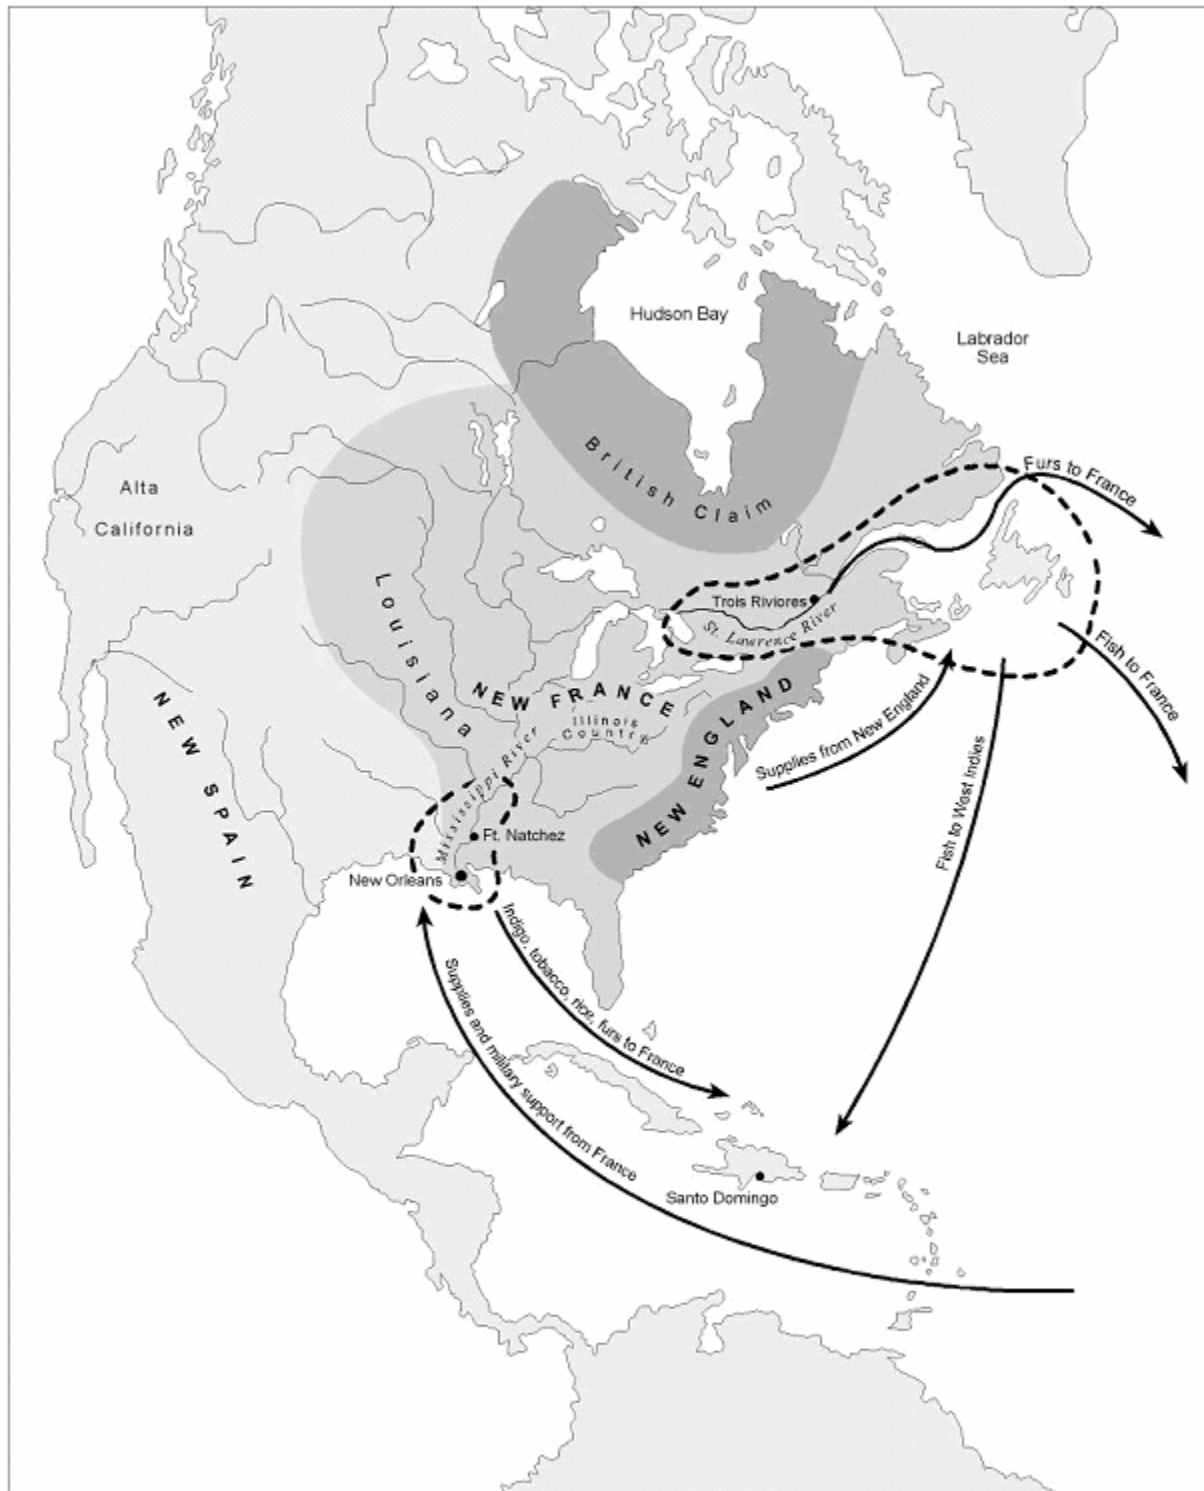 Hudson Bay
Labrador
Sea
British Claim
Furs to France
Alta
California
Trois Riviores
St. Lawrence River
Fish to France
Louisiana
NEW FRANCE
Illinois
Country
NEW ENGLAND
Supplies from New England
NEW SPAIN
Mississippi River
Fish to West Indies
Ft. Natchez
New Orleans
Indigo, tobacco, rice, furs to France
Supplies and military support from France
Santo Domingo